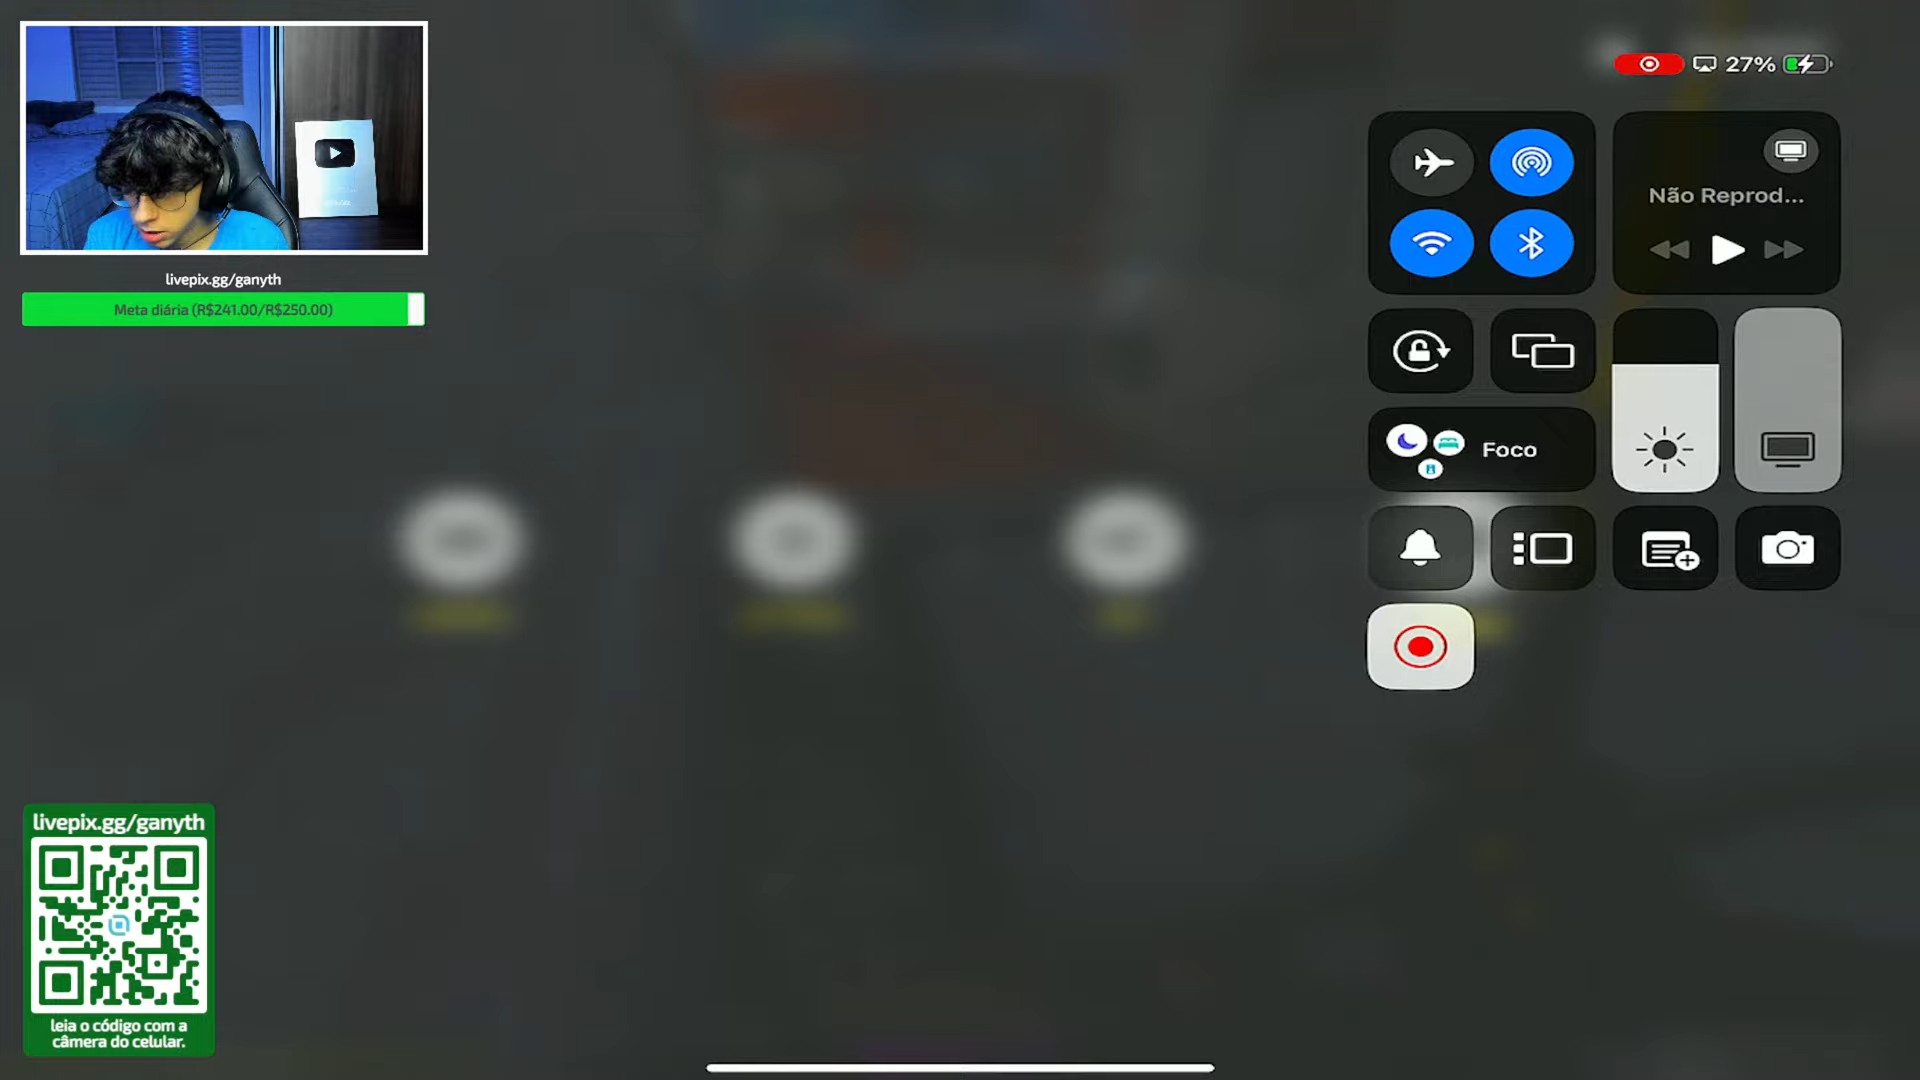 livepix.gg/ganyth
Meta diária (R$241.00/R$250.00)
27%
Não Reprod...
Foco
livepix.gg/ganyth
leia o código com a
câmera do celular.